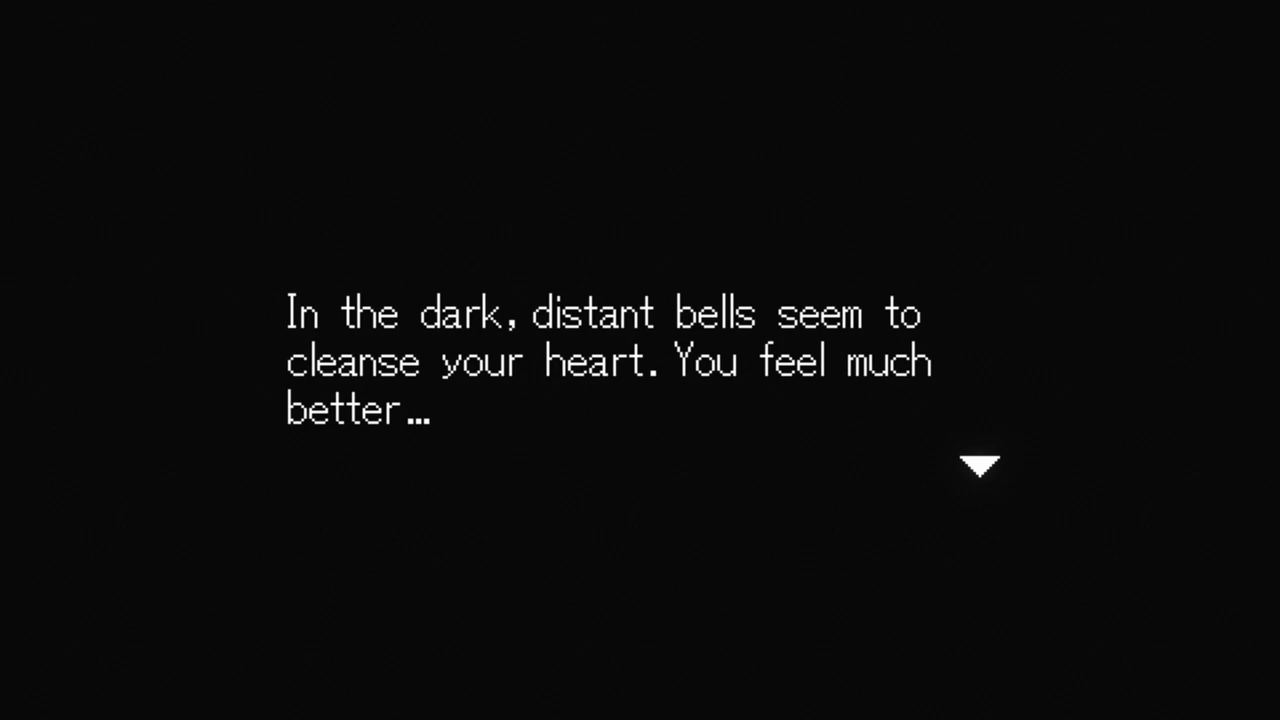 In the dark, distant bells seem to
cleanse your heart. You feel much
better…